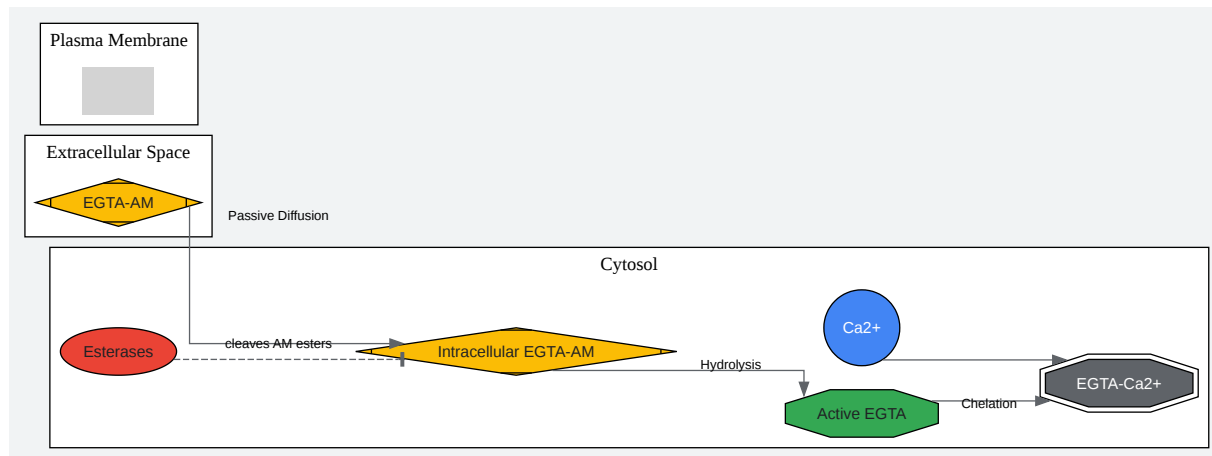 Plasma Membrane
Extracellular Space
EGTA-AM
Passive Diffusion
Cytosol
Ca2+
cleaves AM esters
Esterases
Intracellular EGTA-AM
Hydrolysis
EGTA-Ca2+
Chelation
Active EGTA